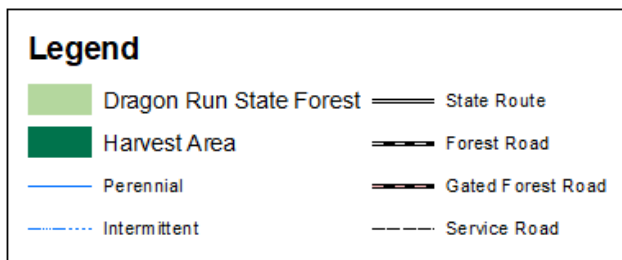 Legend
Dragon Run State Forest
Harvest Area
Perennial
Intermittent
State Route
Forest Road
Gated Forest Road
Service Road